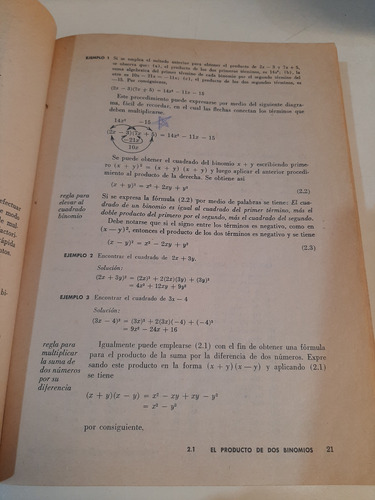 EJEMPLO 1 Si se emplea el método anterior para obtener el producto de 2x — 3 y 7x + 5,
se observa que: (a), el producto de los dos primeros términos, es 14x²; (b), la
suma algebraica del primer término de cada binomio por el segundo término del
otro es 10x — 21x = —11x; (c), el producto de los segundos términos, es
—15. Por consiguiente,
(2x — 3)(7x + 5) = 14x² — 11x — 15
Este procedimiento puede expresarse por medio del siguiente diagra-
ma, fácil de recordar, en el cual las flechas conectan los términos que
deben multiplicarse.
14x² —15
(2x — 3)(7x + 5) = 14x² — 11x — 15
—21x
10x
Se puede obtener el cuadrado del binomio x + y escribiendo prime-
ro (x + y)² = (x + y)(x + y) y luego aplicar el anterior procedi-
miento al producto de la derecha. Se obtiene así
(x + y)² = x² + 2xy + y² (2.2)
regla para
elevar al
cuadrado un
binomio
Si se expresa la fórmula (2.2) por medio de palabras se tiene: El cua-
drado de un binomio es igual al cuadrado del primer término, más el
doble producto del primero por el segundo, más el cuadrado del segundo.
Debe notarse que si el signo entre los términos es negativo, como en
(x — y)², entonces el producto de los dos términos es negativo y se tiene
(x — y)² = x² — 2xy + y² (2.3)
EJEMPLO 2 Encontrar el cuadrado de 2x + 3y.
Solución:
(2x + 3y)² = (2x)² + 2(2x)(3y) + (3y)²
= 4x² + 12xy + 9y²
EJEMPLO 3 Encontrar el cuadrado de 3x — 4
Solución:
(3x — 4)² = (3x)² + 2(3x)(—4) + (—4)²
= 9x² — 24x + 16
regla para
multiplicar
la suma de
dos números
por su
diferencia
Igualmente puede emplearse (2.1) con el fin de obtener una fórmula
para el producto de la suma por la diferencia de dos números. Expre
sando este producto en la forma (x + y)(x — y) y aplicando (2.1)
se tiene
(x + y)(x — y) = x² — xy + xy — y²
= x² — y²
por consiguiente,
2.1 EL PRODUCTO DE DOS BINOMIOS 21